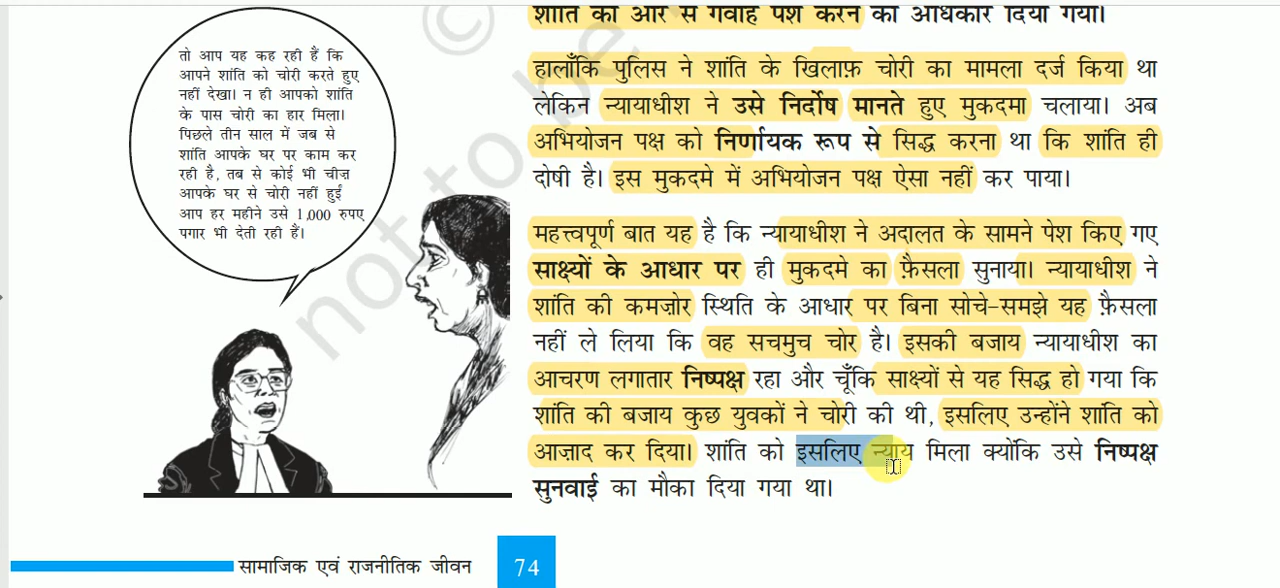 शांति की ओर से गवाह पेश करने का अधिकार दिया गया।
तो आप यह कह रही हैं कि
आपने शांति को चोरी करते हुए
नहीं देखा। न ही आपको शांति
के पास चोरी का हार मिला।
पिछले तीन साल में जब से
शांति आपके घर पर काम कर
रही है, तब से कोई भी चीज़
आपके घर से चोरी नहीं हुई
आप हर महीने उसे 1,000 रुपए
पगार भी देती रही हैं।
हालाँकि पुलिस ने शांति के खिलाफ़ चोरी का मामला दर्ज किया था
लेकिन न्यायाधीश ने उसे निर्दोष मानते हुए मुकदमा चलाया। अब
अभियोजन पक्ष को निर्णायक रूप से सिद्ध करना था कि शांति ही
दोषी है। इस मुकदमे में अभियोजन पक्ष ऐसा नहीं कर पाया।
महत्त्वपूर्ण बात यह है कि न्यायाधीश ने अदालत के सामने पेश किए गए
साक्ष्यों के आधार पर ही मुकदमे का फ़ैसला सुनाया। न्यायाधीश ने
शांति की कमज़ोर स्थिति के आधार पर बिना सोचे-समझे यह फ़ैसला
नहीं ले लिया कि वह सचमुच चोर है। इसकी बजाय न्यायाधीश का
आचरण लगातार निष्पक्ष रहा और चूँकि साक्ष्यों से यह सिद्ध हो गया कि
शांति की बजाय कुछ युवकों ने चोरी की थी, इसलिए उन्होंने शांति को
आज़ाद कर दिया। शांति को इसलिए न्याय मिला क्योंकि उसे निष्पक्ष
सुनवाई का मौका दिया गया था।
© not to be
सामाजिक एवं राजनीतिक जीवन 74